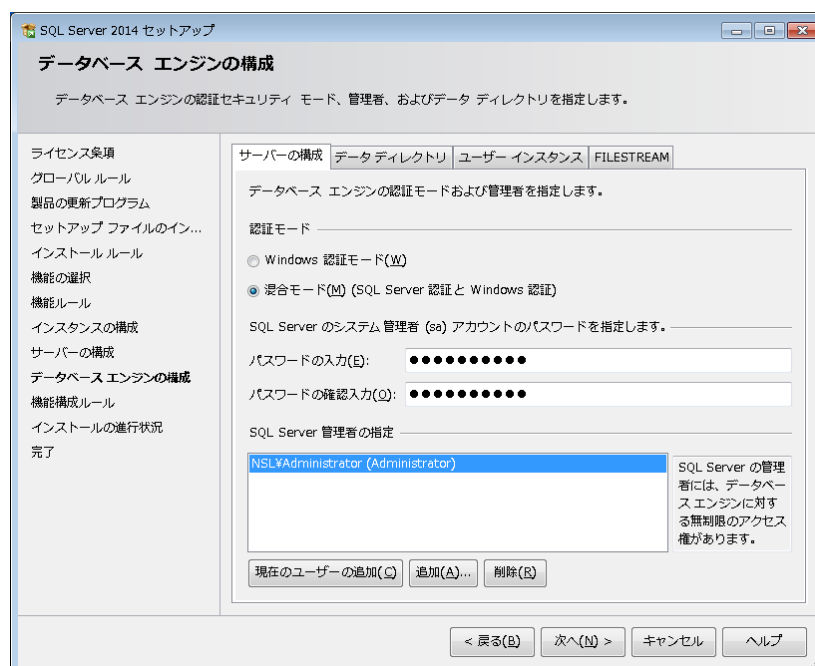 SQL Server 2014 セットアップ
データベース エンジンの構成
データベース エンジンの認証セキュリティ モード、管理者、およびデータ ディレクトリを指定します。
ライセンス条項
グローバル ルール
製品の更新プログラム
セットアップ ファイルのイン...
インストール ルール
機能の選択
機能ルール
インスタンスの構成
サーバーの構成
データベース エンジンの構成
機能構成ルール
インストールの進行状況
完了
サーバーの構成 データ ディレクトリ ユーザー インスタンス FILESTREAM
データベース エンジンの認証モードおよび管理者を指定します。
認証モード
Windows 認証モード(W)
混合モード(M) (SQL Server 認証と Windows 認証)
SQL Server のシステム管理者 (sa) アカウントのパスワードを指定します。
パスワードの入力(E): ●●●●●●●●●●
パスワードの確認入力(O): ●●●●●●●●●●
SQL Server 管理者の指定
NSL¥Administrator (Administrator)
SQL Server の管理
者には、データベー
ス エンジンに対す
る無制限のアクセス
権があります。
現在のユーザーの追加(C) 追加(A)... 削除(R)
< 戻る(B) 次へ(N) > キャンセル ヘルプ